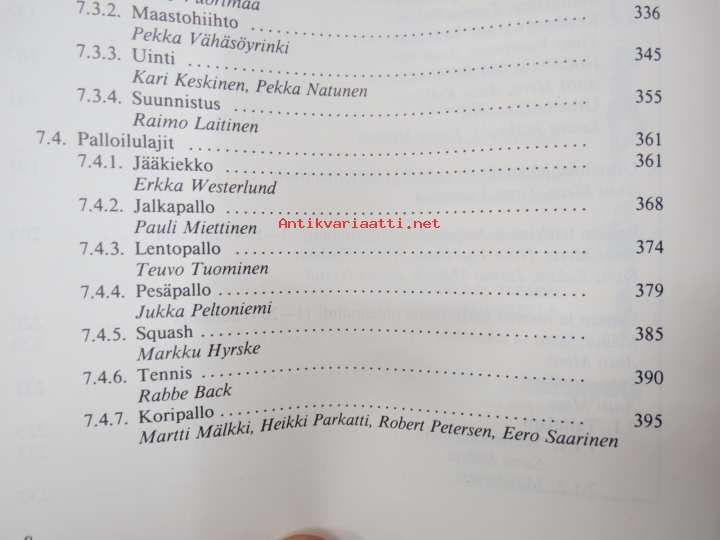 7.3.2. Maastohiihto 336
Pekka Vähäsöyrinki
7.3.3. Uinti 345
Kari Keskinen, Pekka Natunen
7.3.4. Suunnistus 355
Raimo Laitinen
7.4. Palloilulajit 361
7.4.1. Jääkiekko 361
Erkka Westerlund
7.4.2. Jalkapallo 368
Antikvariaatti.net
Pauli Miettinen
7.4.3. Lentopallo 374
Teuvo Tuominen
7.4.4. Pesäpallo 379
Jukka Peltoniemi
7.4.5. Squash 385
Markku Hyrske
7.4.6. Tennis 390
Rabbe Back
7.4.7. Koripallo 395
Martti Mälkki, Heikki Parkatti, Robert Petersen, Eero Saarinen